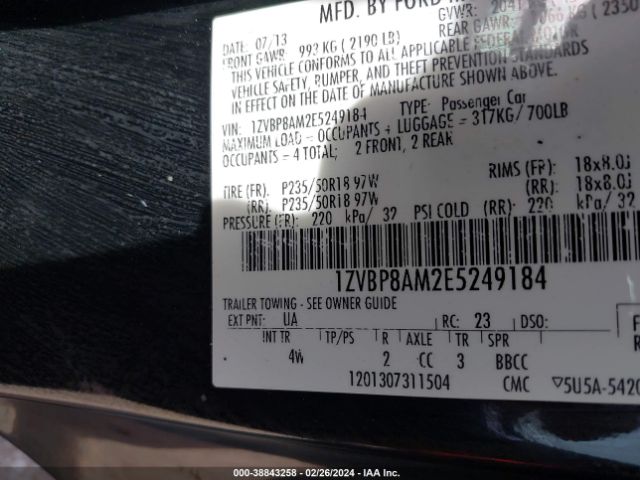 MFD. BY FORD
DATE: 07/13 GVWR: 2041
FRONT GAWR: 993 KG ( 2190 LB) REAR GAWR: 1066 KG ( 2350
THIS VEHICLE CONFORMS TO ALL APPLICABLE FEDERAL MOTOR
VEHICLE SAFETY, BUMPER, AND THEFT PREVENTION STANDARDS
IN EFFECT ON THE DATE OF MANUFACTURE SHOWN ABOVE.
VIN: 1ZVBP8AM2E5249184 TYPE: Passenger Car
MAXIMUM LOAD = OCCUPANTS + LUGGAGE = 317KG/700LB
OCCUPANTS = 4 TOTAL; 2 FRONT, 2 REAR
TIRE (FR): P235/50R18 97W RIMS (FR): 18x8.0J
(RR): P235/50R18 97W (RR): 18x8.0J
PRESSURE (FR): 220 kPa/ 32 PSI COLD (RR): 220 kPa/ 32
1ZVBP8AM2E5249184
TRAILER TOWING - SEE OWNER GUIDE
EXT PNT: UA RC: 23 DSO:
INT TR TP/PS R AXLE TR SPR
4W 2 CC 3 BBCC
1201307311504 CMC ▽5U5A-5420
000-38843258 - 02/26/2024 - IAA Inc.